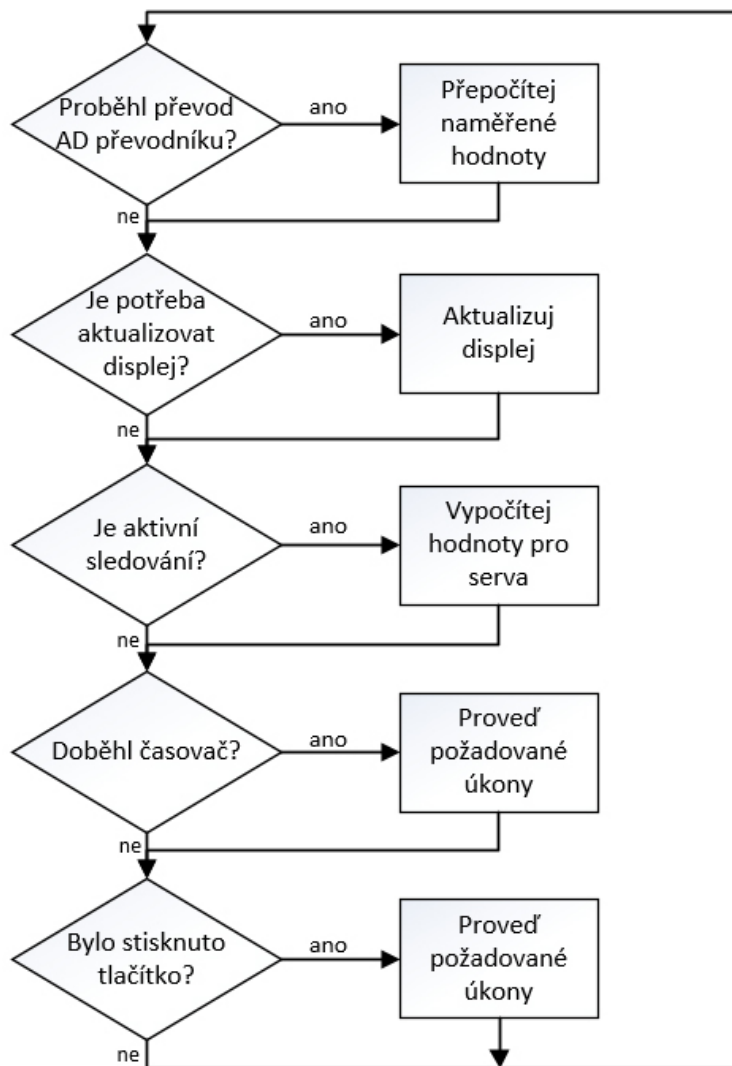 Proběhl převod
AD převodníku?
ano
Přepočítej
naměřené
hodnoty
ne
Je potřeba
aktualizovat
displej?
ano
Aktualizuj
displej
ne
Je aktivní
sledování?
ano
Vypočítej
hodnoty pro
serva
ne
Doběhl časovač?
ano
Proveď
požadované
úkony
ne
Bylo stisknuto
tlačítko?
ano
Proveď
požadované
úkony
ne